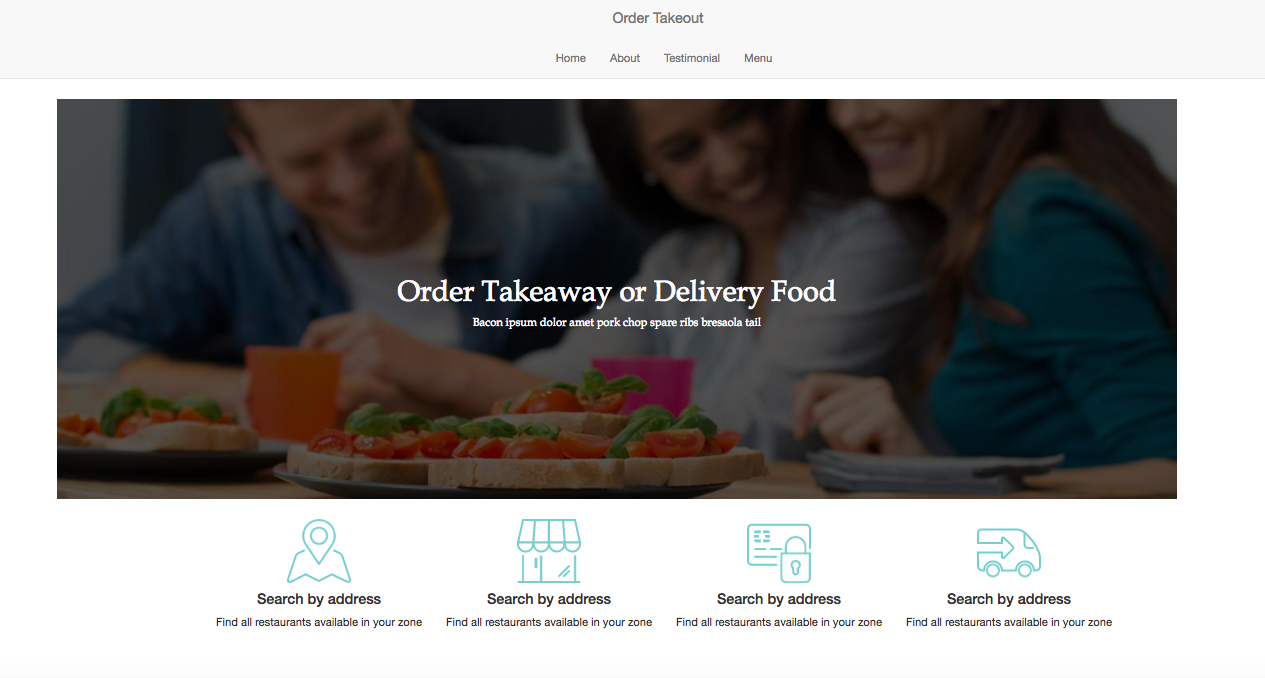 Order Takeout
Home About Testimonial Menu
Order Takeaway or Delivery Food
Bacon ipsum dolor amet pork chop spare ribs bresaola tail
Search by address Search by address Search by address Search by address
Find all restaurants available in your zone Find all restaurants available in your zone Find all restaurants available in your zone Find all restaurants available in your zone